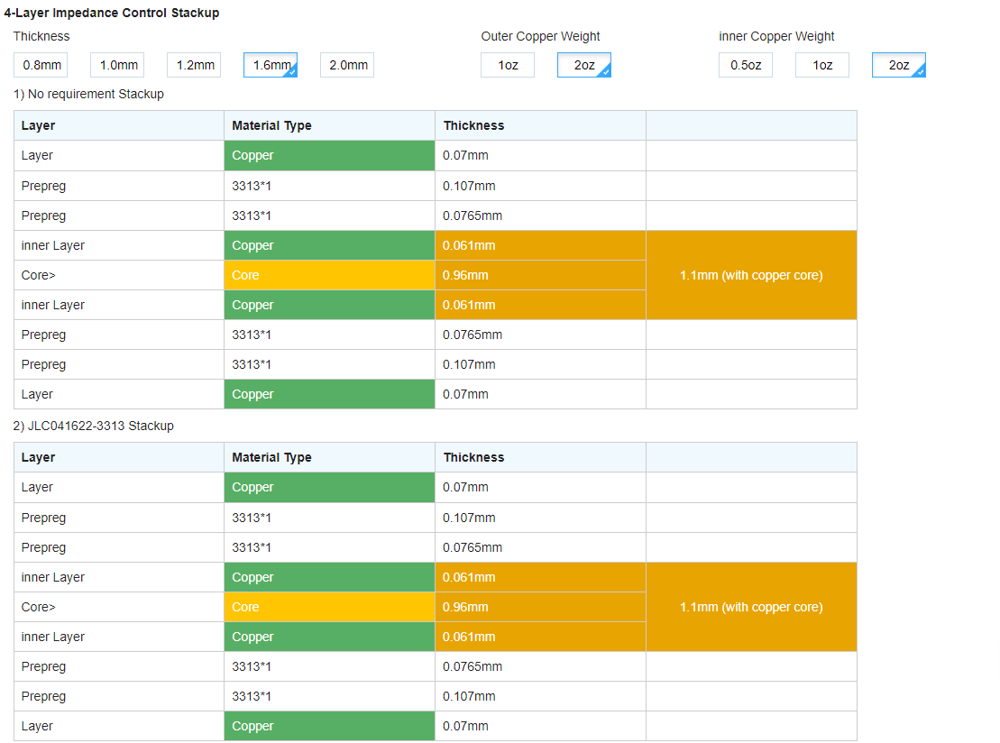 4-Layer Impedance Control Stackup
Thickness Outer Copper Weight inner Copper Weight
0.8mm 1.0mm 1.2mm 1.6mm 2.0mm 1oz 2oz 0.5oz 1oz 2oz
1) No requirement Stackup
Layer Material Type Thickness
Layer Copper 0.07mm
Prepreg 3313*1 0.107mm
Prepreg 3313*1 0.0765mm
inner Layer Copper 0.061mm
Core> Core 0.96mm 1.1mm (with copper core)
inner Layer Copper 0.061mm
Prepreg 3313*1 0.0765mm
Prepreg 3313*1 0.107mm
Layer Copper 0.07mm
2) JLC041622-3313 Stackup
Layer Material Type Thickness
Layer Copper 0.07mm
Prepreg 3313*1 0.107mm
Prepreg 3313*1 0.0765mm
inner Layer Copper 0.061mm
Core> Core 0.96mm 1.1mm (with copper core)
inner Layer Copper 0.061mm
Prepreg 3313*1 0.0765mm
Prepreg 3313*1 0.107mm
Layer Copper 0.07mm